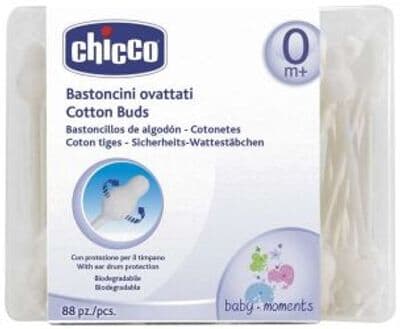 chicco
0
m+
Bastoncini ovattati
Cotton Buds
Bastoncillos de algodón - Cotonetes
Coton tiges - Sicherheits-Wattestäbchen
Con protezione per il timpano
With ear drum protection
Biodegradabile
Biodegradable
88 pz./pcs.
baby • moments